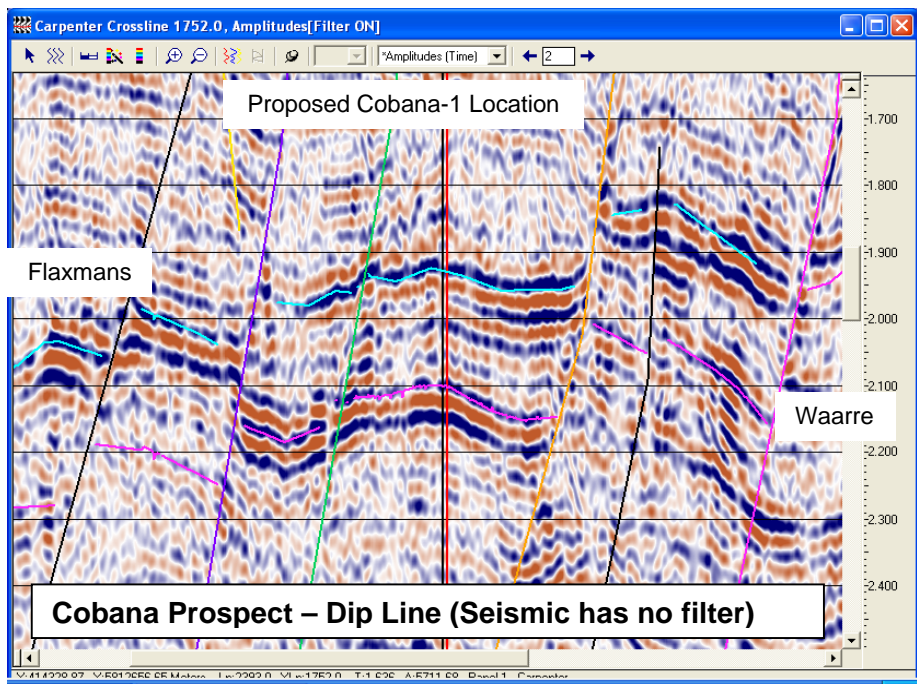 Carpenter Crossline 1752.0, Amplitudes[Filter ON]
*Amplitudes (Time)
2
Proposed Cobana-1 Location
1.700
1.800
1.900
Flaxmans
2.000
2.100
Waarre
2.200
2.300
2.400
Cobana Prospect – Dip Line (Seismic has no filter)